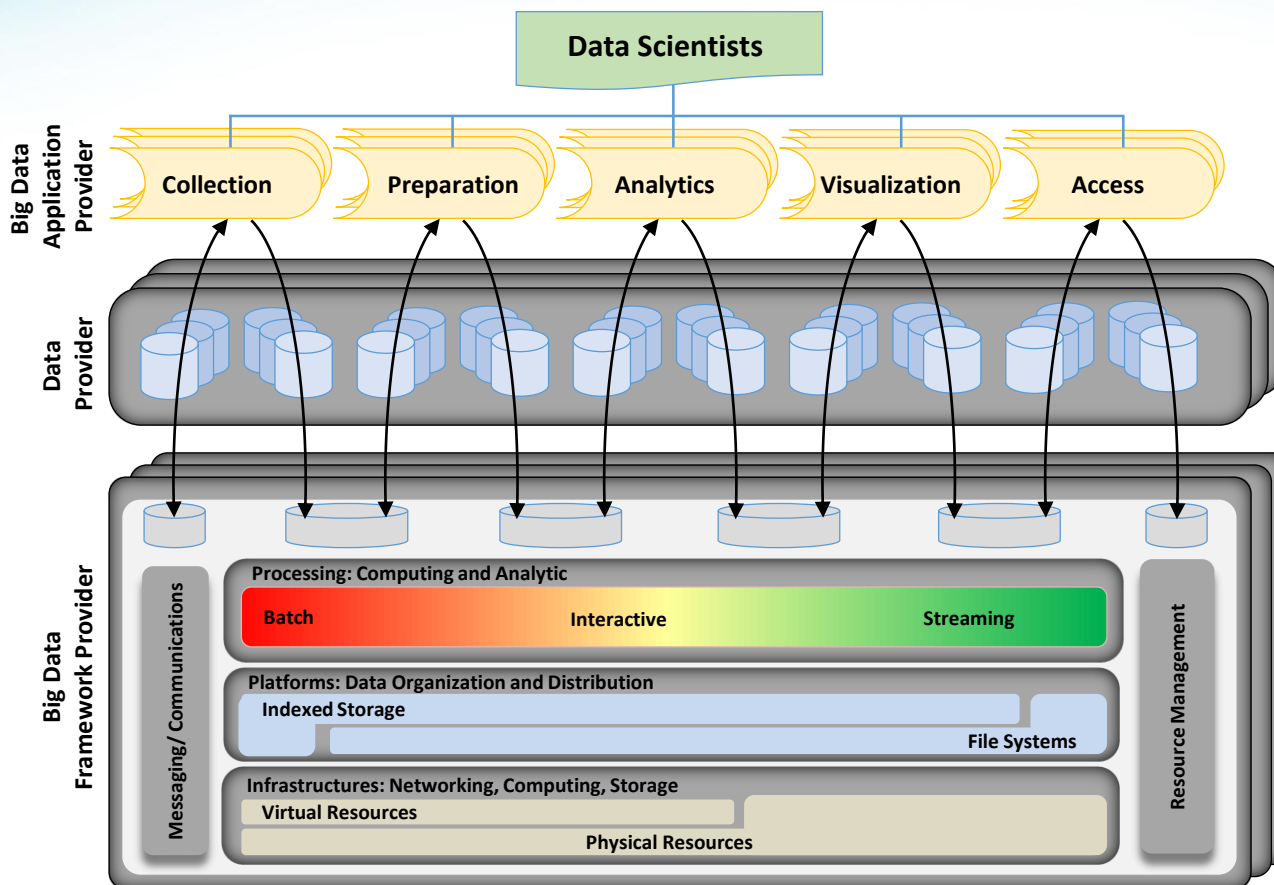 Data Scientists
Big Data
Application
Provider
Collection
Preparation
Analytics
Visualization
Access
Data
Provider
Big Data
Framework Provider
Messaging/ Communications
Processing: Computing and Analytic
Batch
Interactive
Streaming
Platforms: Data Organization and Distribution
Indexed Storage
File Systems
Infrastructures: Networking, Computing, Storage
Virtual Resources
Physical Resources
Resource Management